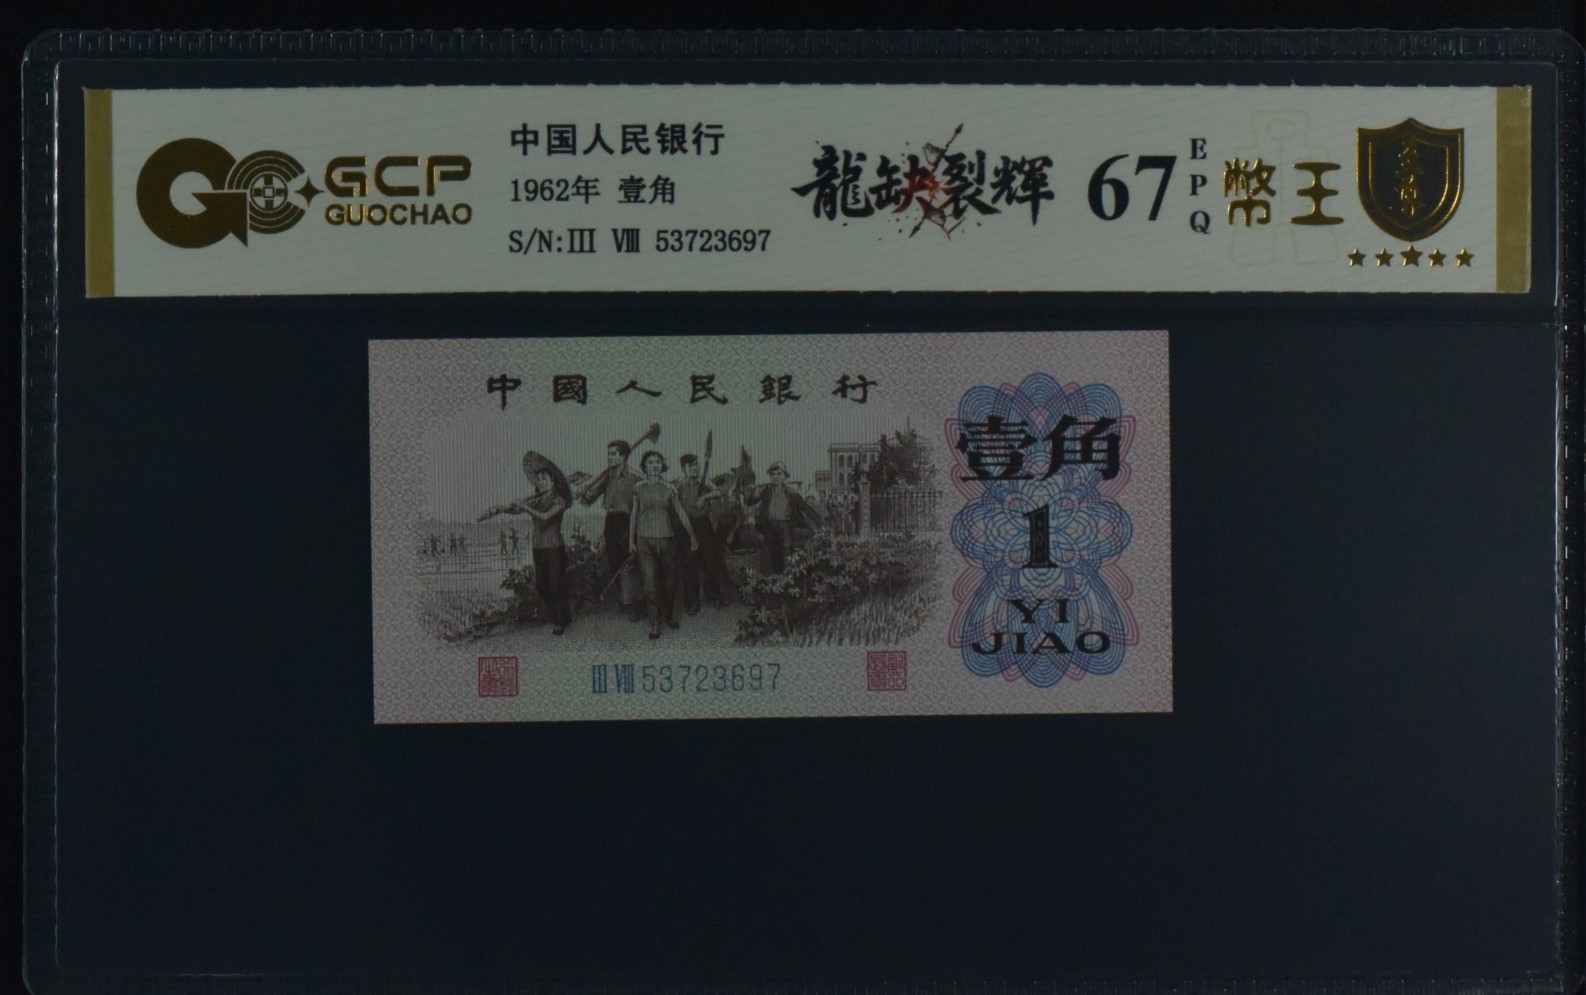 GCP
GUOCHAO
中国人民银行
1962年 壹角
S/N:III VIII 53723697
龍缺裂辉
67
EPQ
幣王
中國人民銀行
壹角
1
YI
JIAO
III VIII 53723697